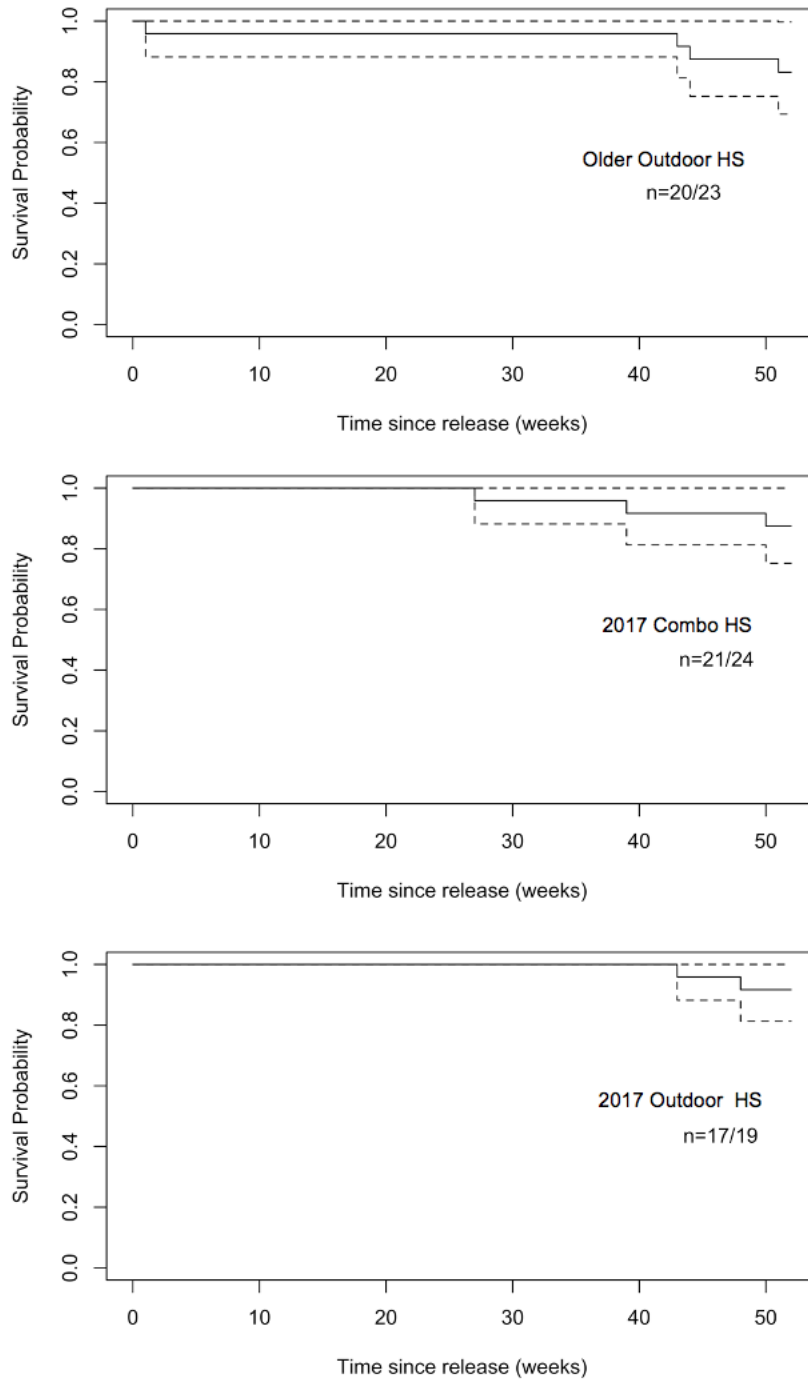 1.0
0.8
0.6
0.4
0.2
0.0
Survival Probability
Older Outdoor HS
n=20/23
0 10 20 30 40 50
Time since release (weeks)
1.0
0.8
0.6
0.4
0.2
0.0
Survival Probability
2017 Combo HS
n=21/24
0 10 20 30 40 50
Time since release (weeks)
1.0
0.8
0.6
0.4
0.2
0.0
Survival Probability
2017 Outdoor HS
n=17/19
0 10 20 30 40 50
Time since release (weeks)